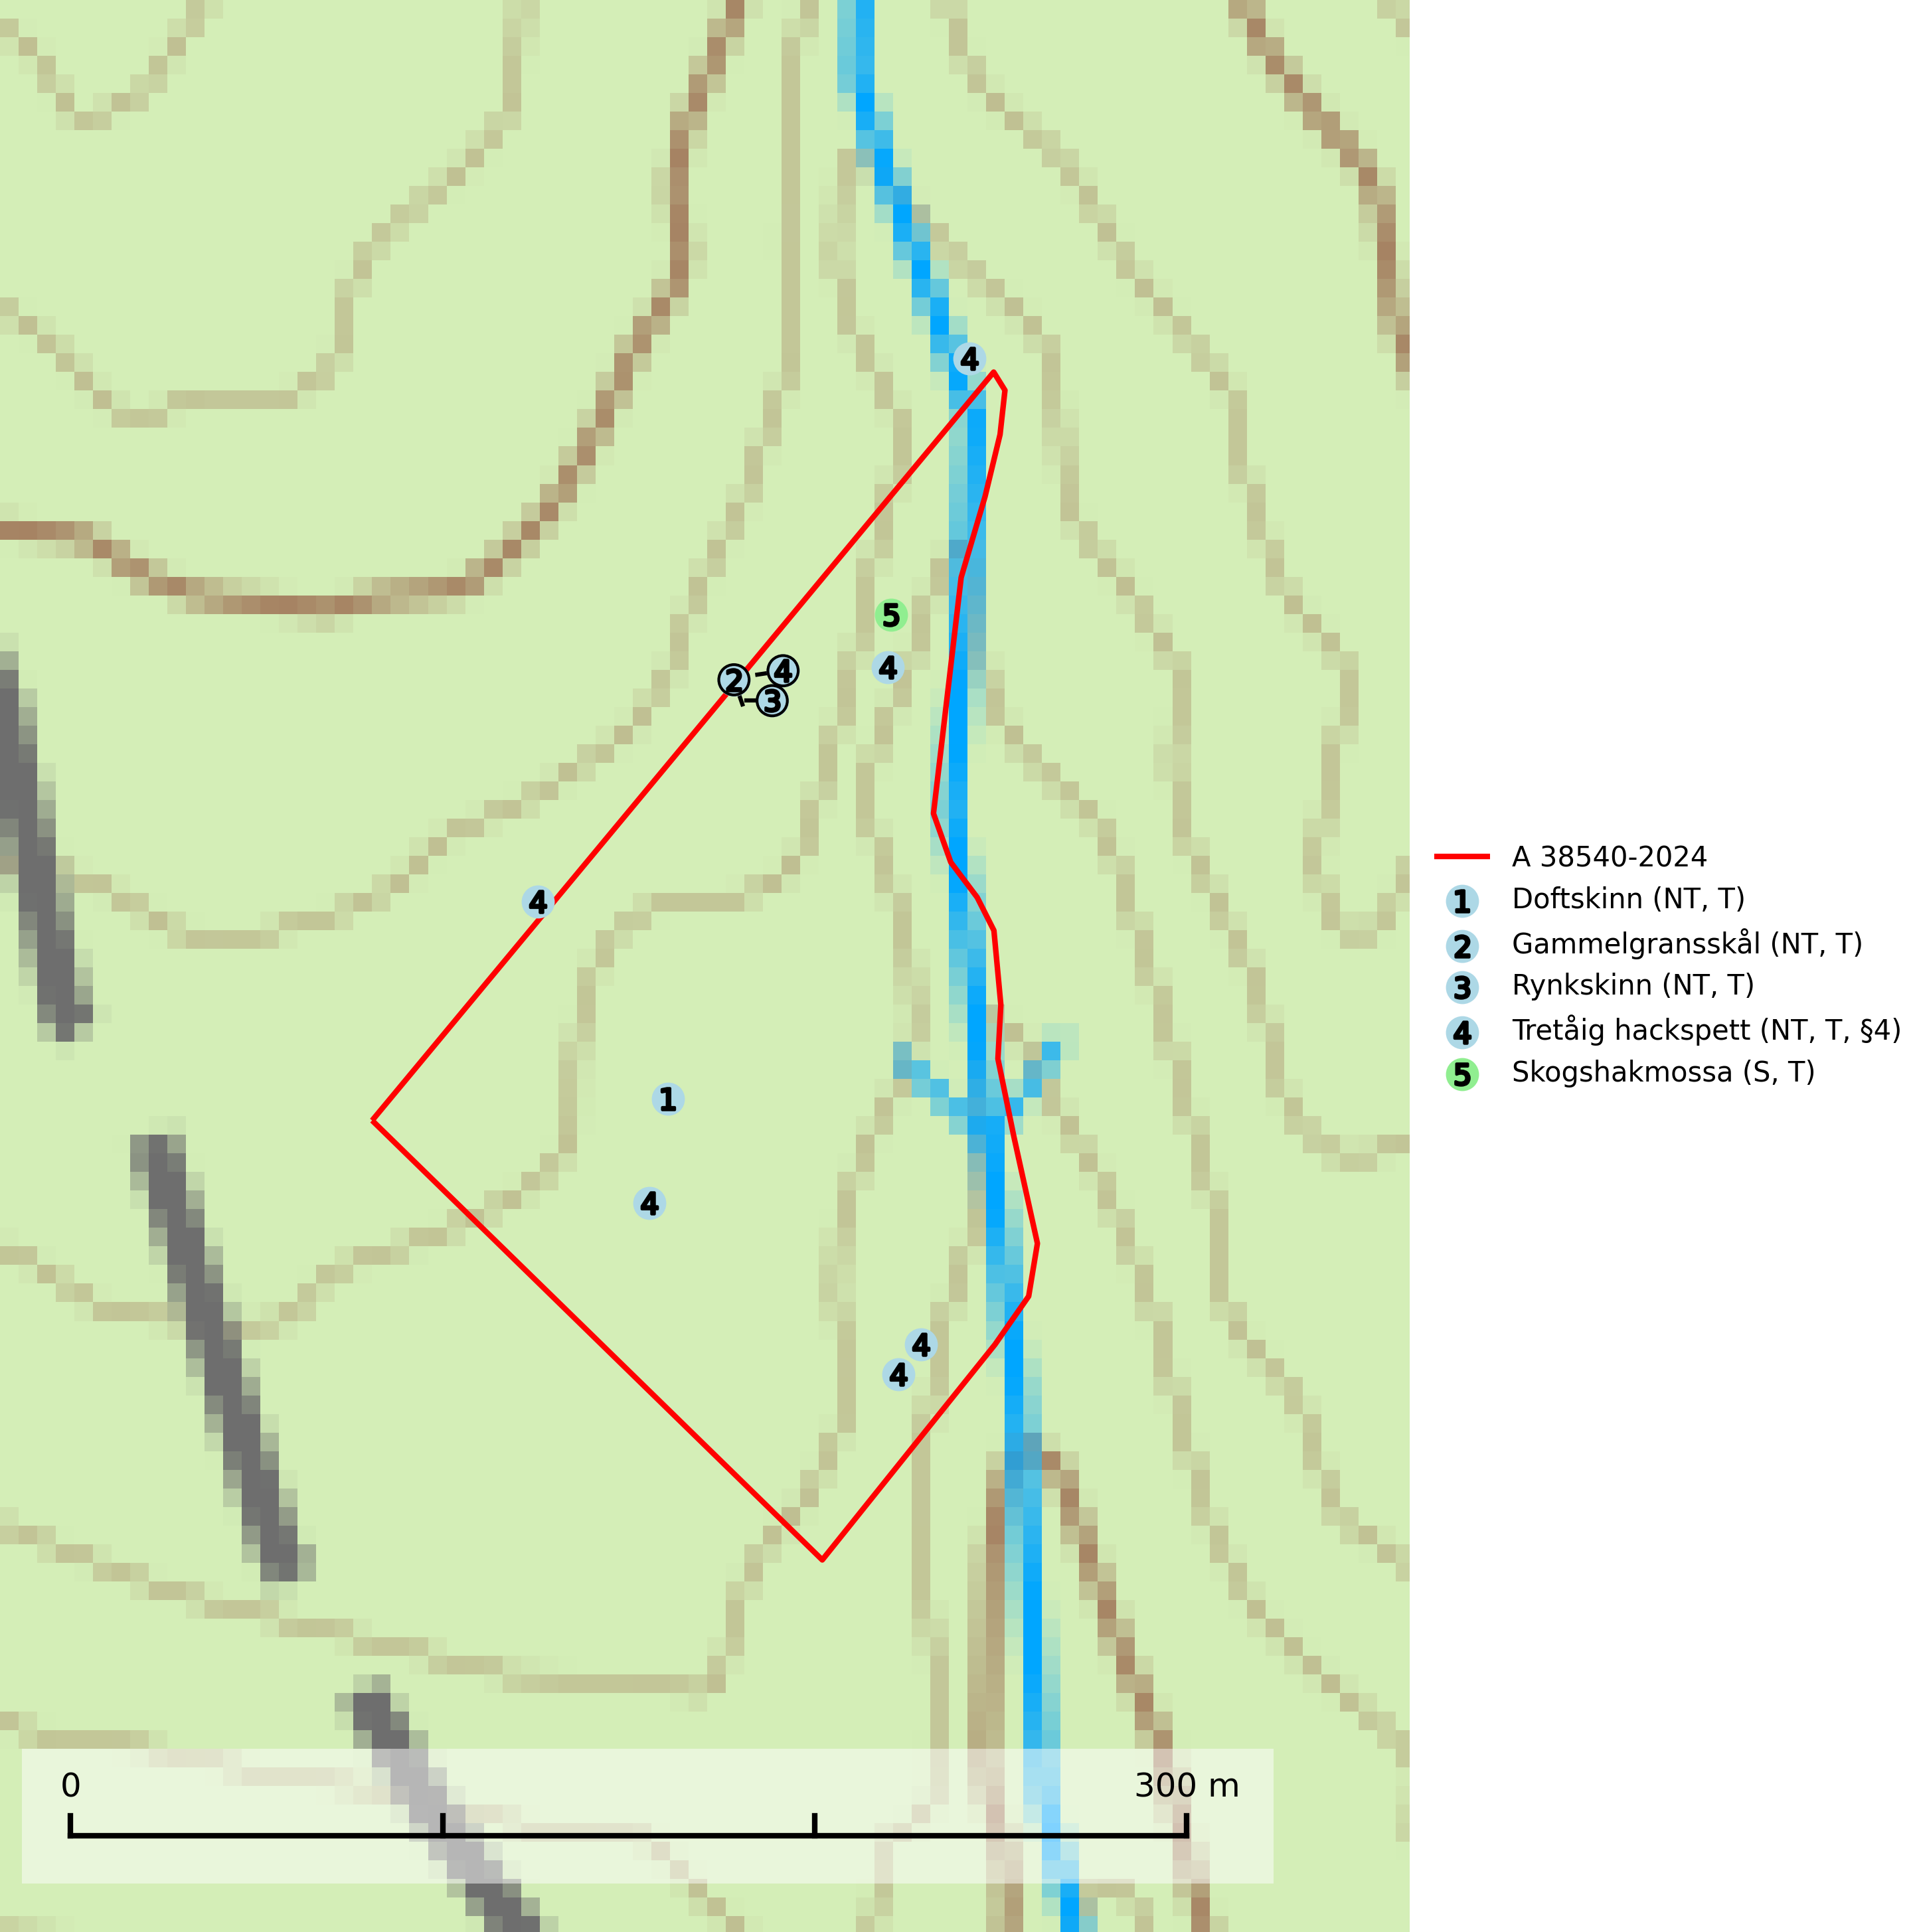 4
5
4
2
4
3
4
1
4
4
4
0
300 m
A 38540-2024
1 Doftskinn (NT, T)
2 Gammelgransskål (NT, T)
3 Rynkskinn (NT, T)
4 Tretåig hackspett (NT, T, §4)
5 Skogshakmossa (S, T)